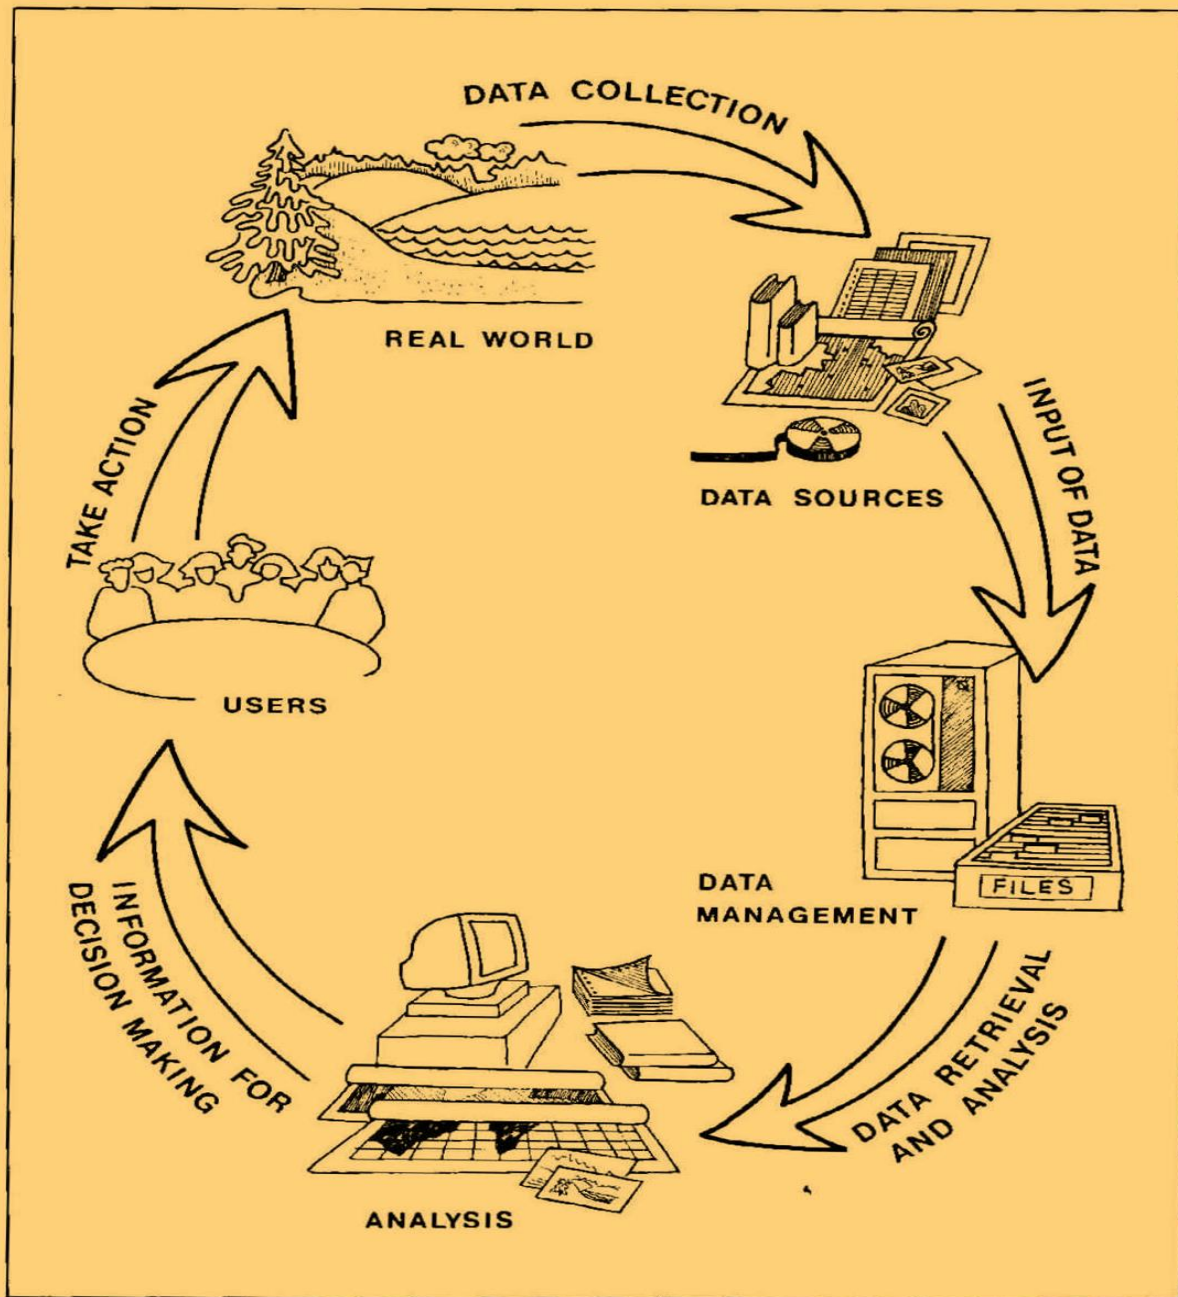 DATA COLLECTION
REAL WORLD
DATA SOURCES
INPUT OF DATA
DATA
MANAGEMENT
FILES
DATA RETRIEVAL
AND ANALYSIS
ANALYSIS
INFORMATION FOR
DECISION MAKING
USERS
TAKE ACTION